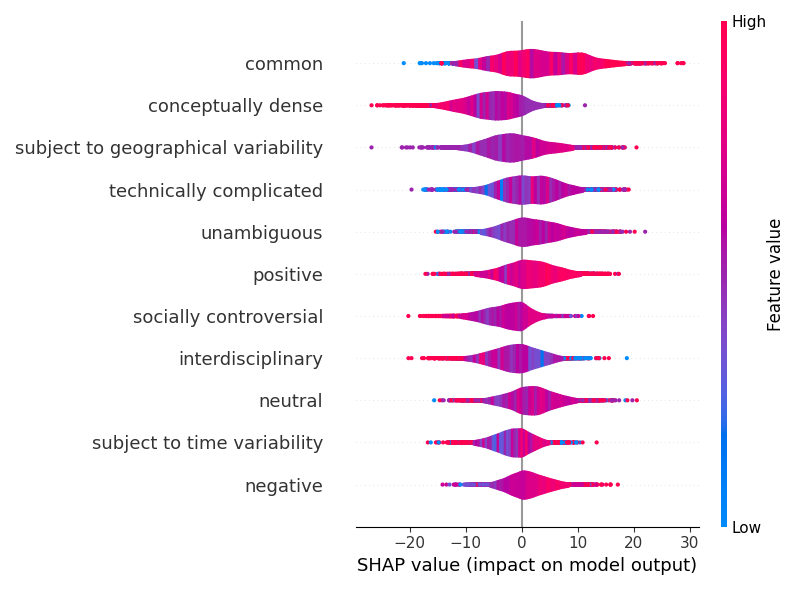 High
common
conceptually dense
subject to geographical variability
technically complicated
unambiguous
positive
socially controversial
interdisciplinary
neutral
subject to time variability
negative
Feature value
Low
−20 −10 0 10 20 30
SHAP value (impact on model output)